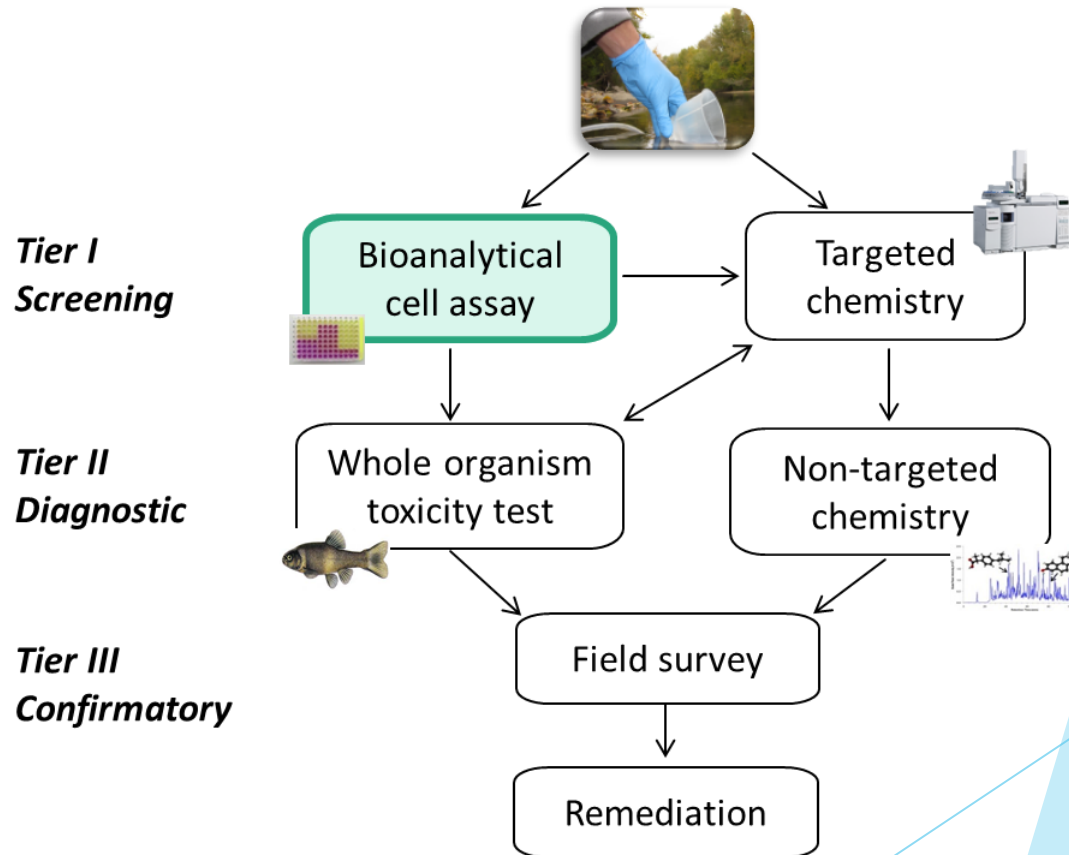 Tier I
Screening
Bioanalytical
cell assay
Targeted
chemistry
Tier II
Diagnostic
Whole organism
toxicity test
Non-targeted
chemistry
Tier III
Confirmatory
Field survey
Remediation